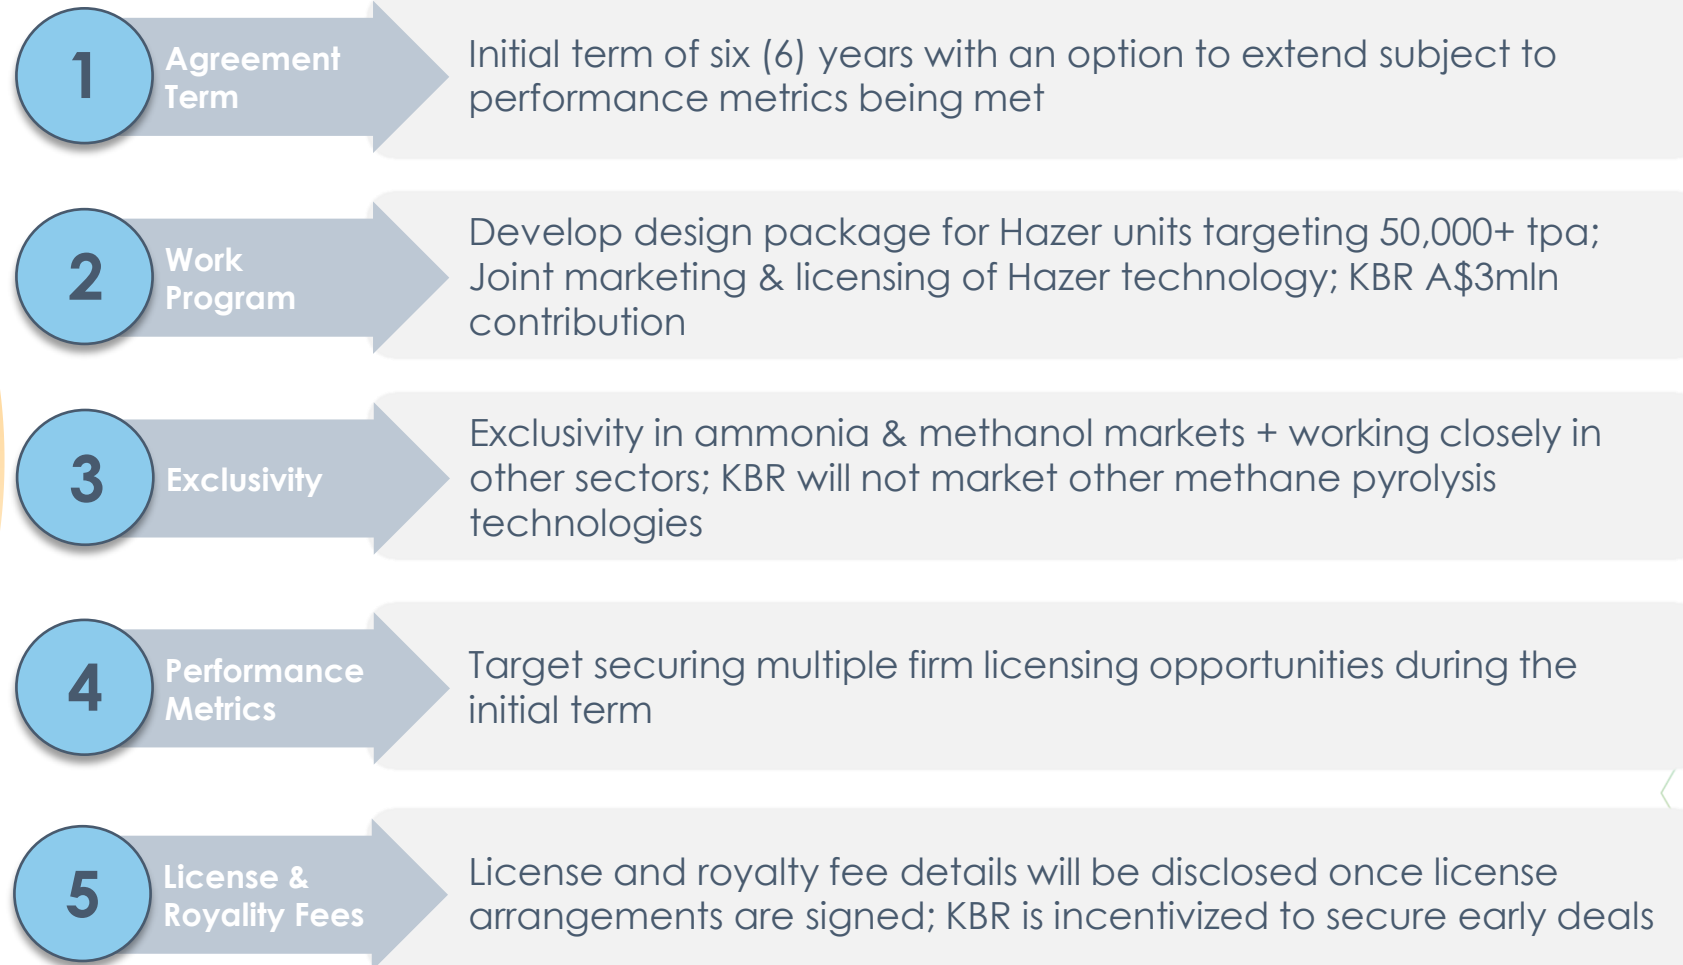 1
Agreement
Term
Initial term of six (6) years with an option to extend subject to
performance metrics being met
2
Work
Program
Develop design package for Hazer units targeting 50,000+ tpa;
Joint marketing & licensing of Hazer technology; KBR A$3mln
contribution
3
Exclusivity
Exclusivity in ammonia & methanol markets + working closely in
other sectors; KBR will not market other methane pyrolysis
technologies
4
Performance
Metrics
Target securing multiple firm licensing opportunities during the
initial term
5
License &
Royality Fees
License and royalty fee details will be disclosed once license
arrangements are signed; KBR is incentivized to secure early deals